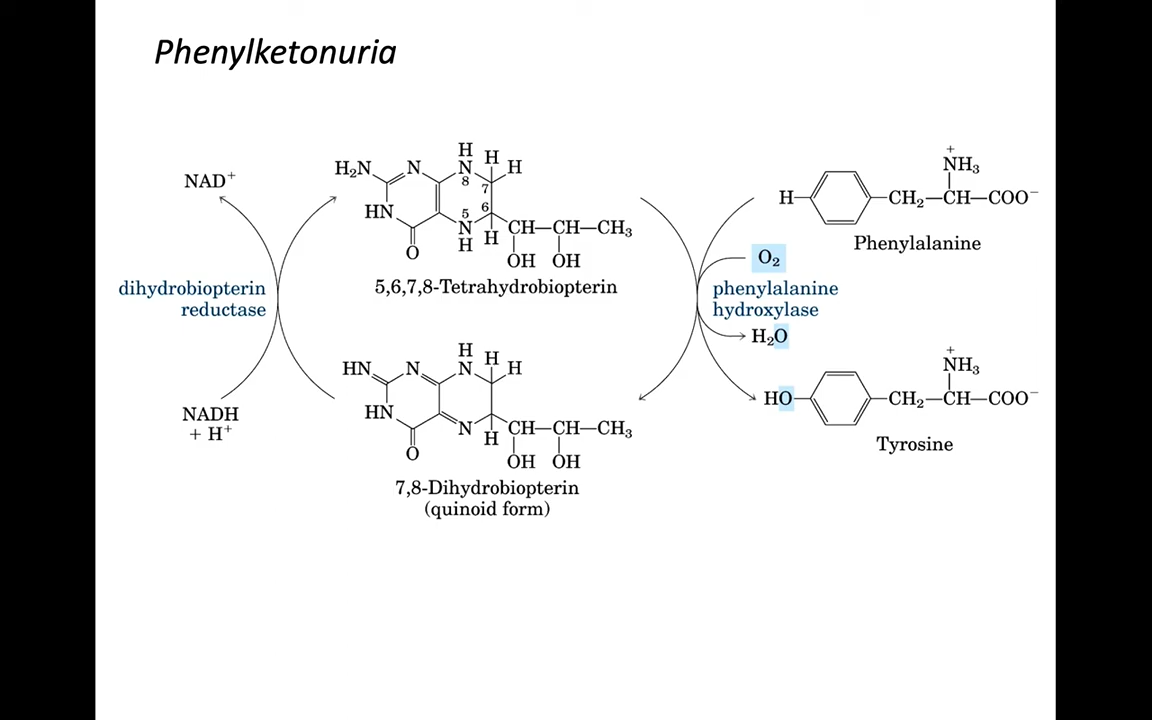 Phenylketonuria
NAD⁺
dihydrobiopterin
reductase
NADH
+ H⁺
H₂N N H N 8 H H 7
HN 5 N H 6 H CH—CH—CH₃
O OH OH
5,6,7,8-Tetrahydrobiopterin
HN N H N H H
HN N H CH—CH—CH₃
O OH OH
7,8-Dihydrobiopterin
(quinoid form)
⁺NH₃
H— —CH₂—CH—COO⁻
Phenylalanine
O₂
phenylalanine
hydroxylase
H₂O
⁺NH₃
HO— —CH₂—CH—COO⁻
Tyrosine